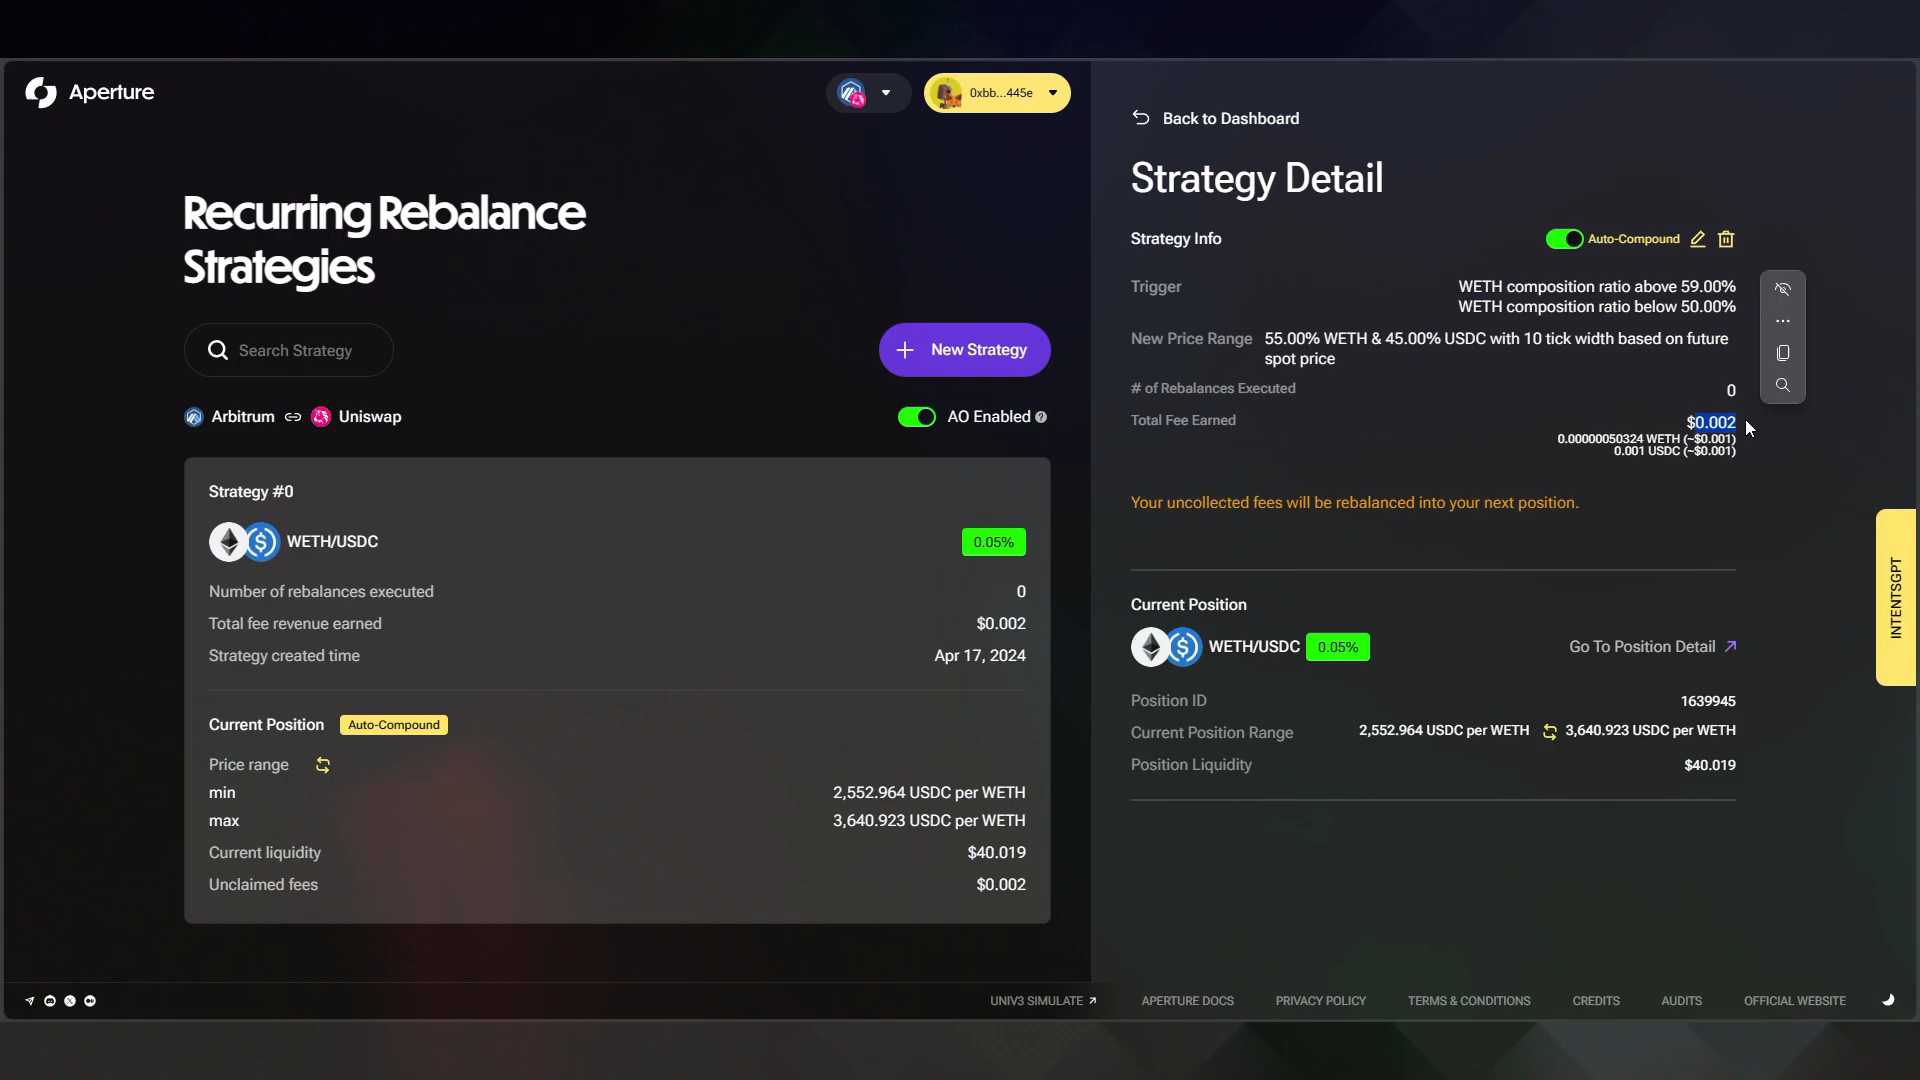 Aperture
0xbb...445e
Recurring Rebalance
Strategies
Search Strategy
New Strategy
Arbitrum
Uniswap
AO Enabled
Strategy #0
WETH/USDC
0.05%
Number of rebalances executed
0
Total fee revenue earned
$0.002
Strategy created time
Apr 17, 2024
Current Position
Auto-Compound
Price range
min
2,552.964 USDC per WETH
max
3,640.923 USDC per WETH
Current liquidity
$40.019
Unclaimed fees
$0.002
Back to Dashboard
Strategy Detail
Strategy Info
Auto-Compound
Trigger
WETH composition ratio above 59.00%
WETH composition ratio below 50.00%
New Price Range
55.00% WETH & 45.00% USDC with 10 tick width based on future
spot price
# of Rebalances Executed
0
Total Fee Earned
$0.002
0.00000050324 WETH (~$0.001)
0.001 USDC (~$0.001)
Your uncollected fees will be rebalanced into your next position.
Current Position
WETH/USDC
0.05%
Go To Position Detail
Position ID
1639945
Current Position Range
2,552.964 USDC per WETH
3,640.923 USDC per WETH
Position Liquidity
$40.019
INTENTSGPT
UNIV3 SIMULATE
APERTURE DOCS
PRIVACY POLICY
TERMS & CONDITIONS
CREDITS
AUDITS
OFFICIAL WEBSITE